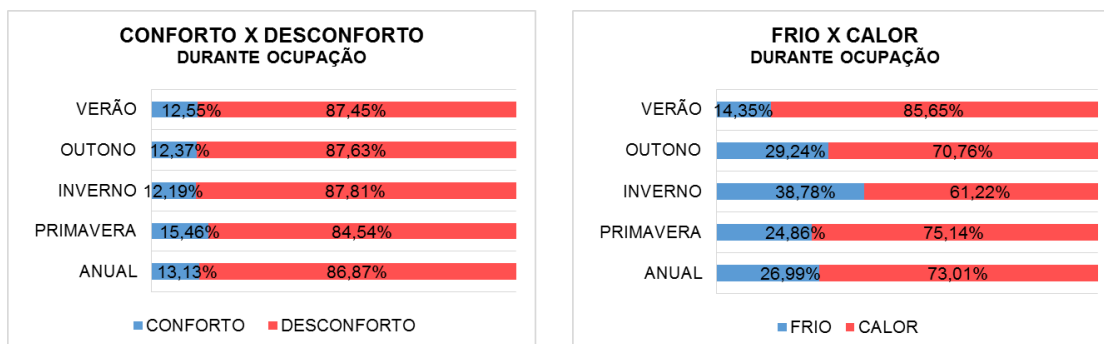 CONFORTO X DESCONFORTO
DURANTE OCUPAÇÃO
VERÃO 12,55% 87,45%
OUTONO 12,37% 87,63%
INVERNO 12,19% 87,81%
PRIMAVERA 15,46% 84,54%
ANUAL 13,13% 86,87%
CONFORTO DESCONFORTO
FRIO X CALOR
DURANTE OCUPAÇÃO
VERÃO 14,35% 85,65%
OUTONO 29,24% 70,76%
INVERNO 38,78% 61,22%
PRIMAVERA 24,86% 75,14%
ANUAL 26,99% 73,01%
FRIO CALOR